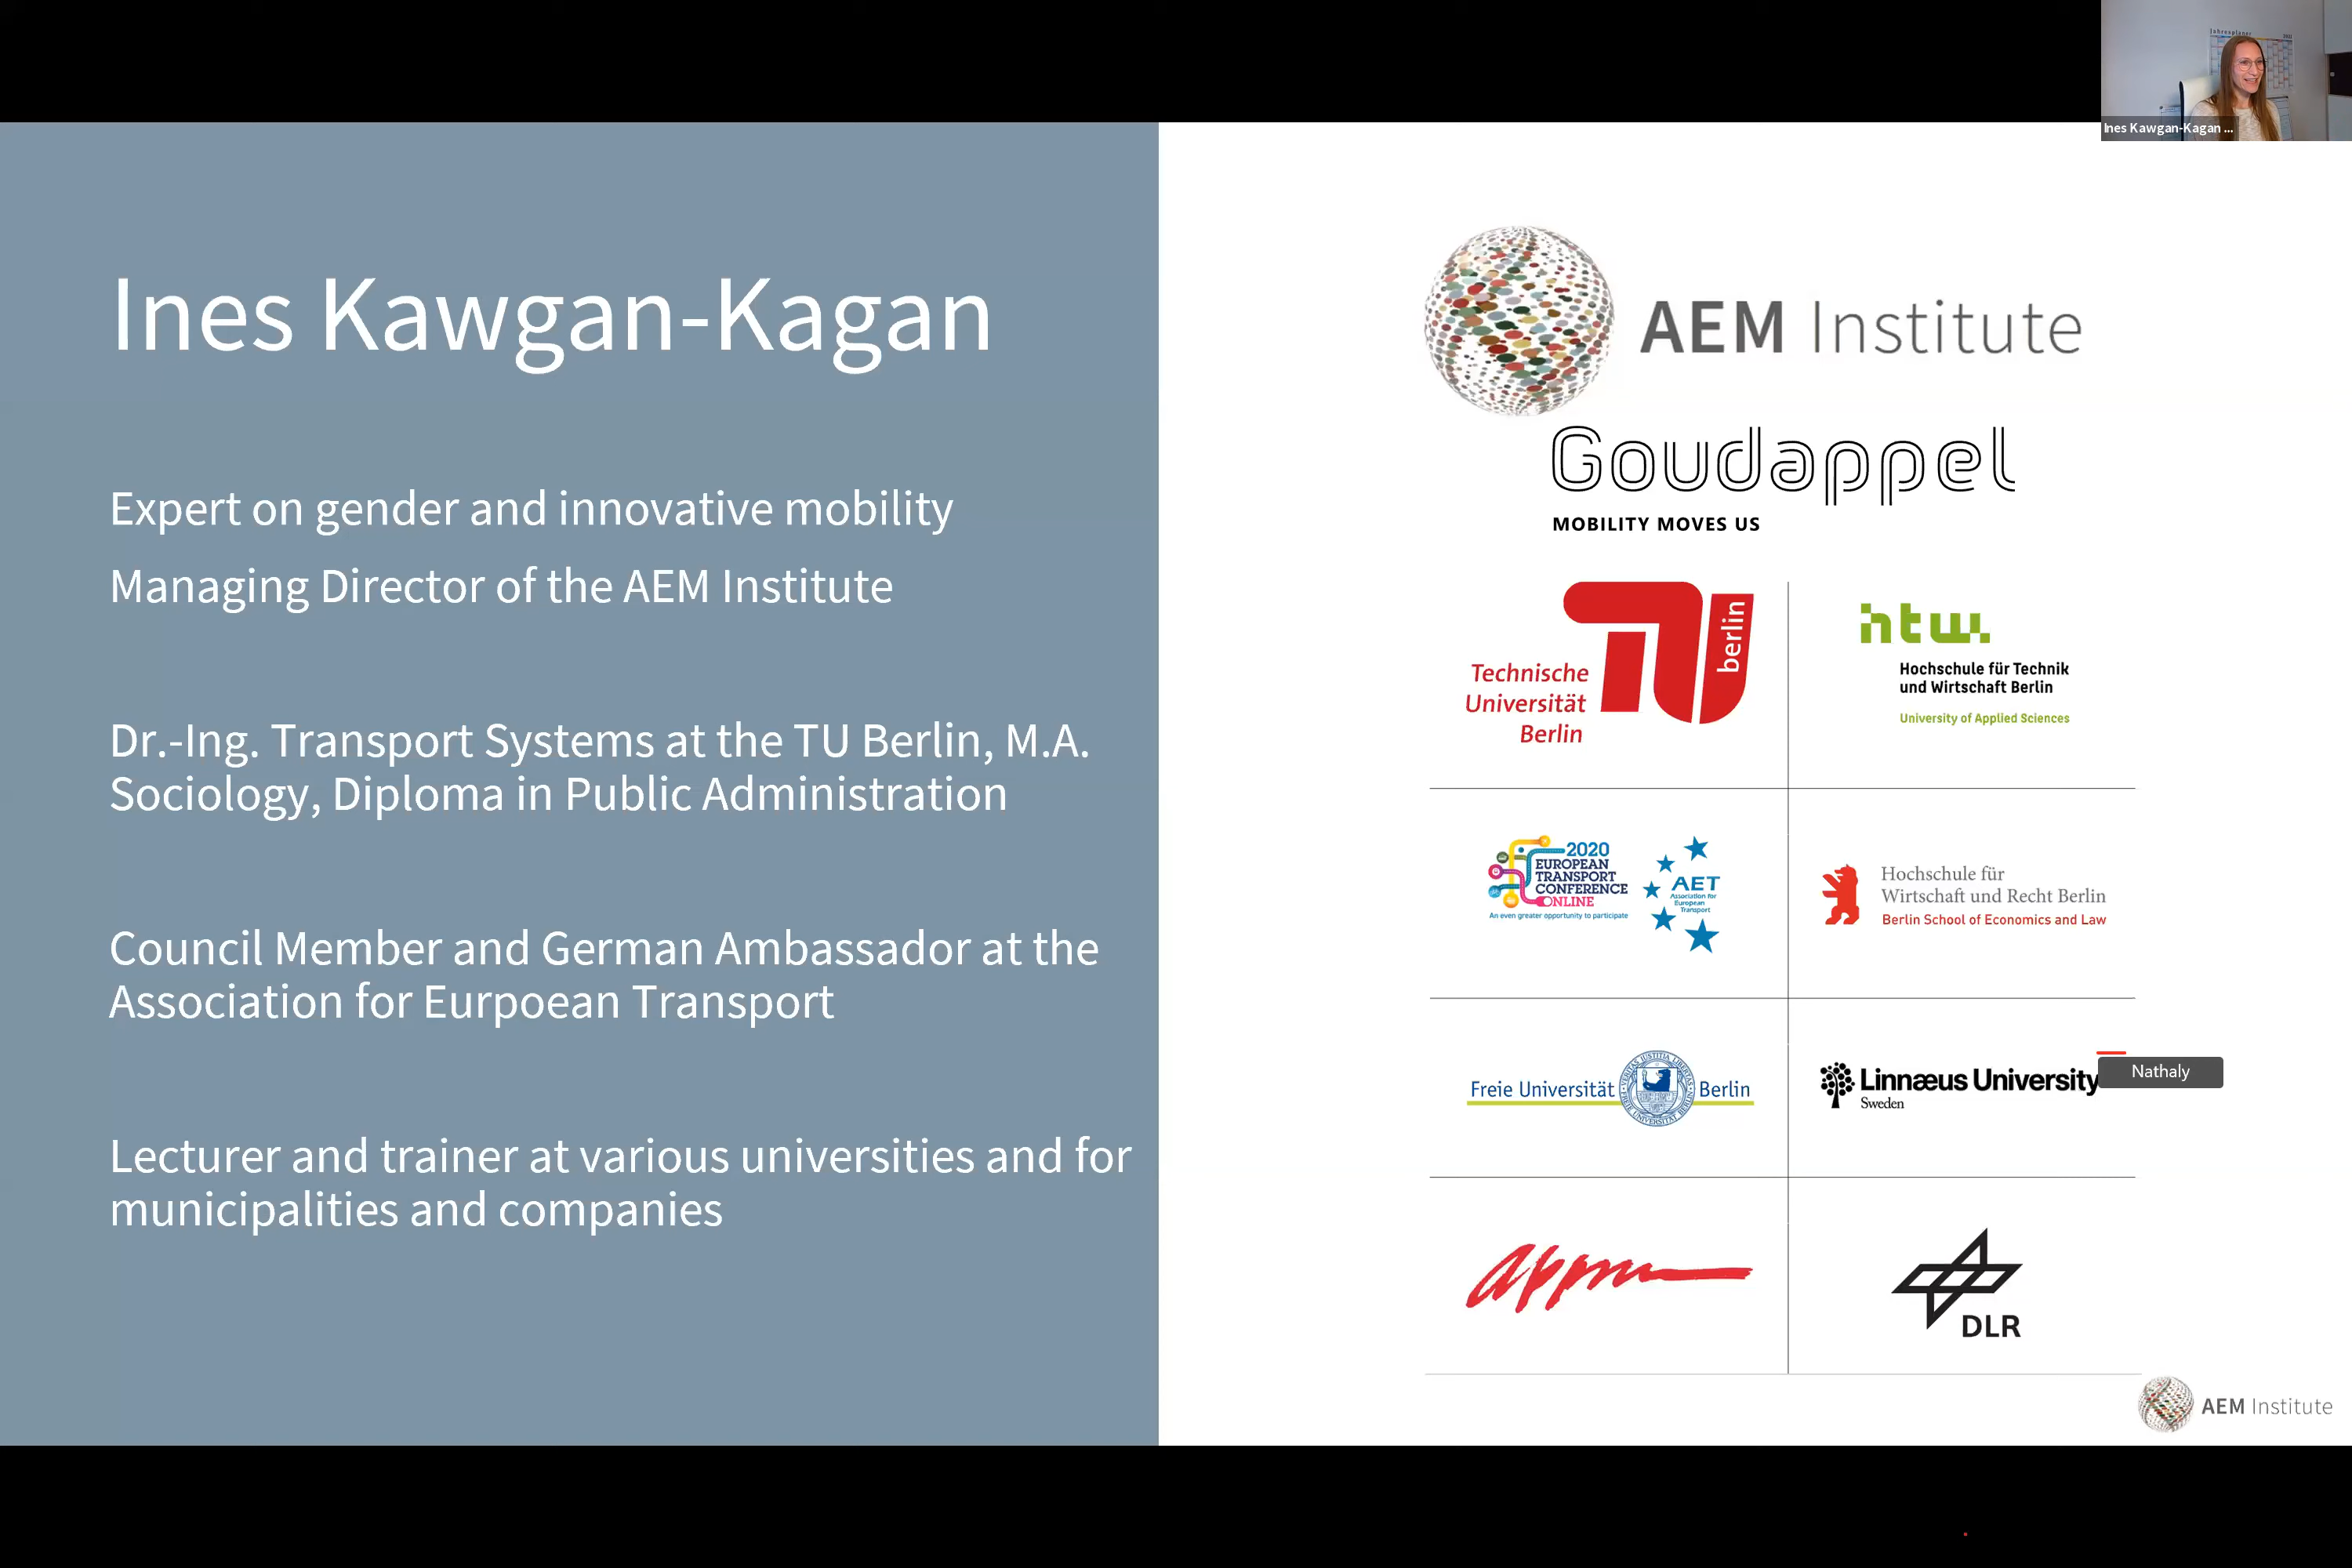 Jahresplaner
Ines Kawgan-Kagan ...
Ines Kawgan-Kagan
Expert on gender and innovative mobility
Managing Director of the AEM Institute
Dr.-Ing. Transport Systems at the TU Berlin, M.A.
Sociology, Diploma in Public Administration
Council Member and German Ambassador at the
Association for Eurpoean Transport
Lecturer and trainer at various universities and for
municipalities and companies
AEM Institute
Goudappel
MOBILITY MOVES US
Technische
Universität
Berlin
TU berlin
htw.
Hochschule für Technik
und Wirtschaft Berlin
University of Applied Sciences
2020
EUROPEAN
TRANSPORT
CONFERENCE
ONLINE
An even greater opportunity to participate
AET
Association for
European
Transport
Hochschule für
Wirtschaft und Recht Berlin
Berlin School of Economics and Law
Freie Universität Berlin
Linnæus University
Sweden
Nathaly
DLR
AEM Institute